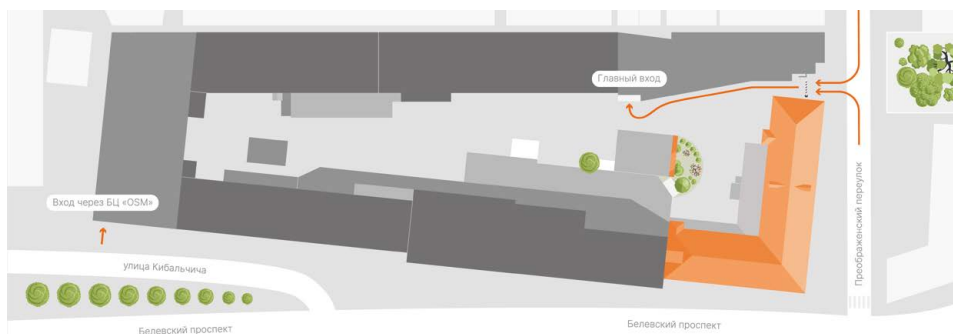 Главный вход
Вход через БЦ «OSM»
Преображенский переулок
улица Кибальчича
Белевский проспект
Белевский проспект